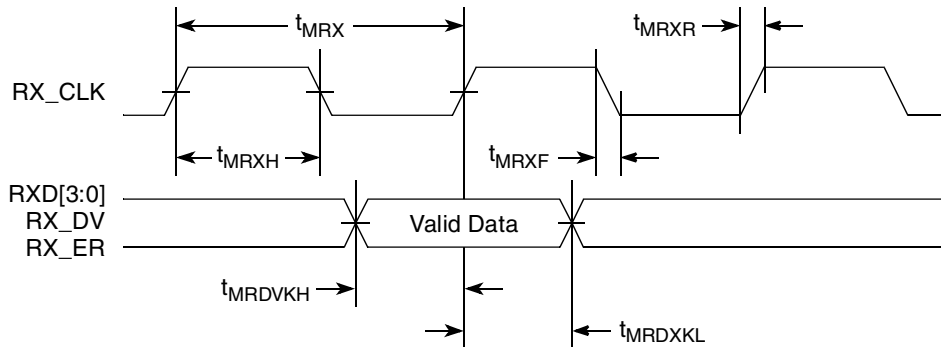 tMRX
tMRXR
RX_CLK
tMRXH
tMRXF
RXD[3:0]
RX_DV
RX_ER
Valid Data
tMRDVKH
tMRDXKL